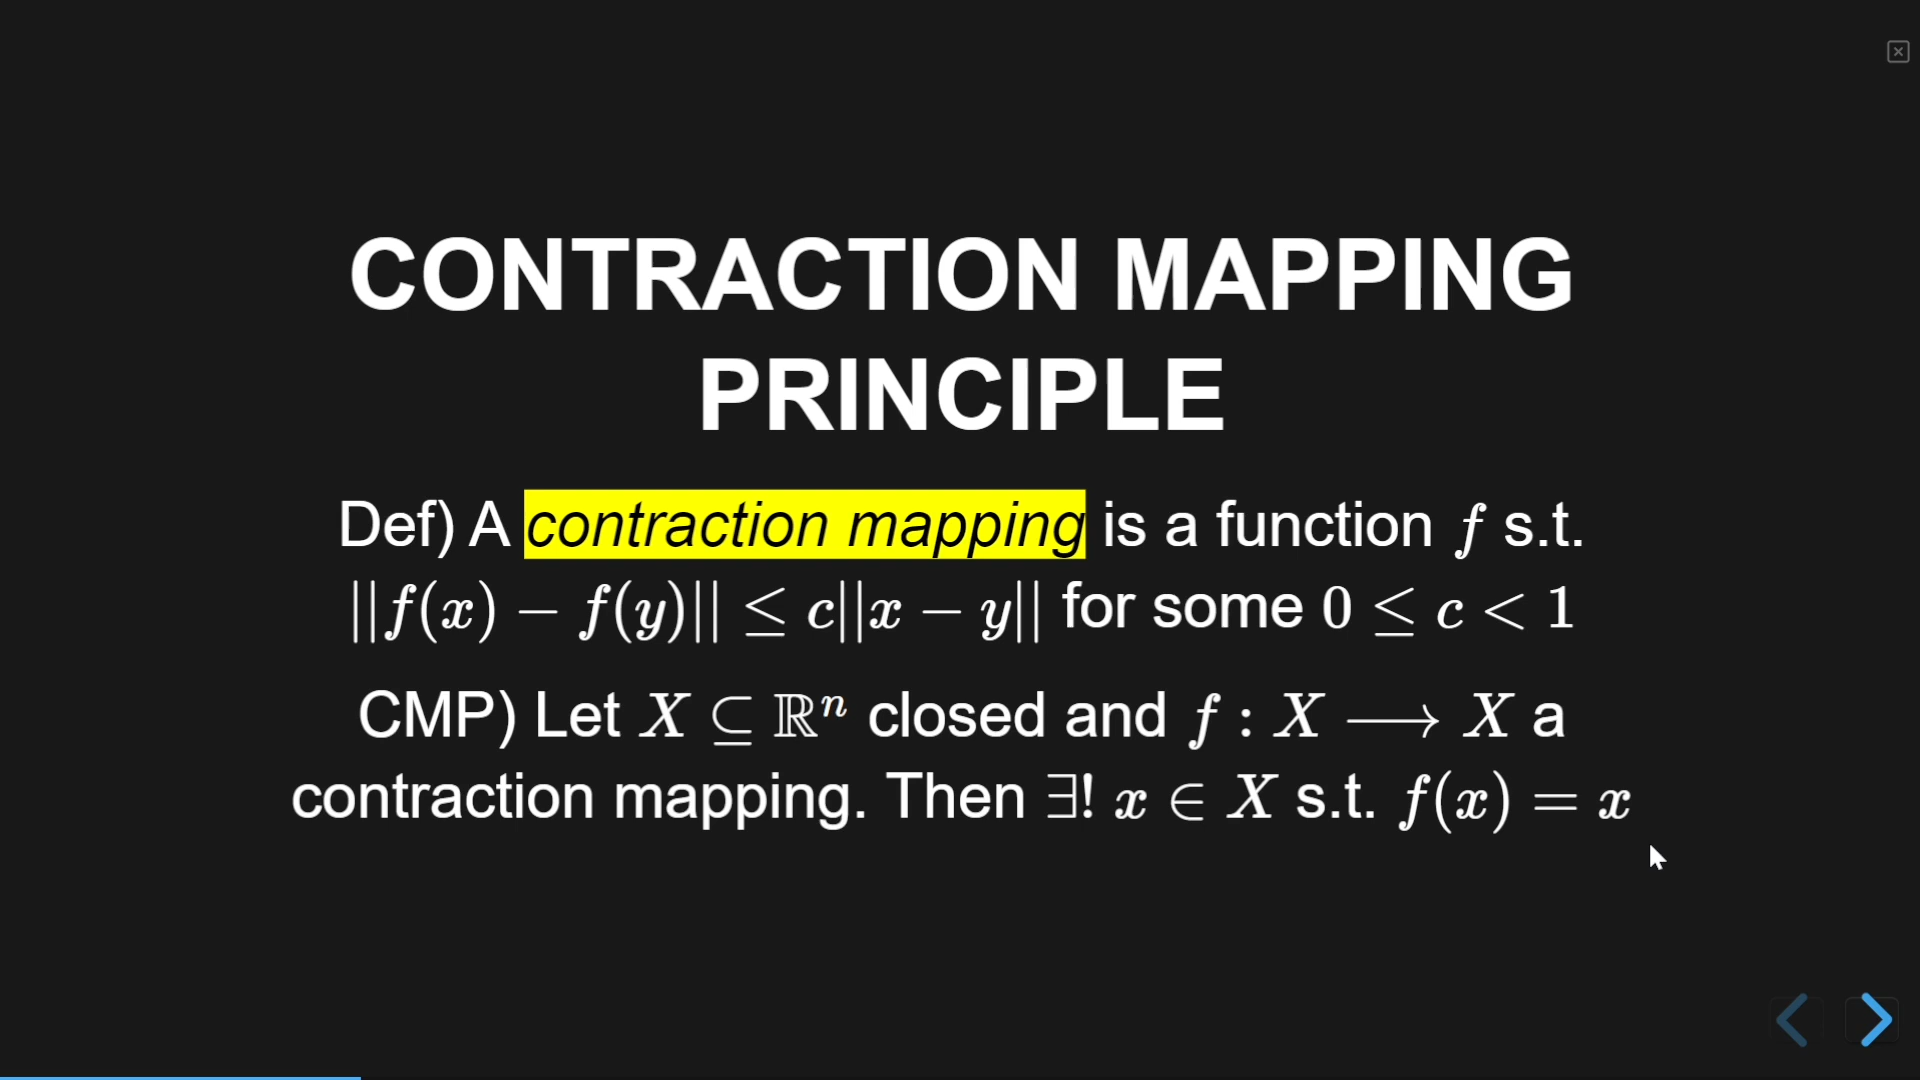 CONTRACTION MAPPING
PRINCIPLE
Def) A contraction mapping is a function f s.t.
||f(x) − f(y)|| ≤ c||x − y|| for some 0 ≤ c < 1
CMP) Let X ⊆ ℝⁿ closed and f : X ⟶ X a
contraction mapping. Then ∃! x ∈ X s.t. f(x) = x